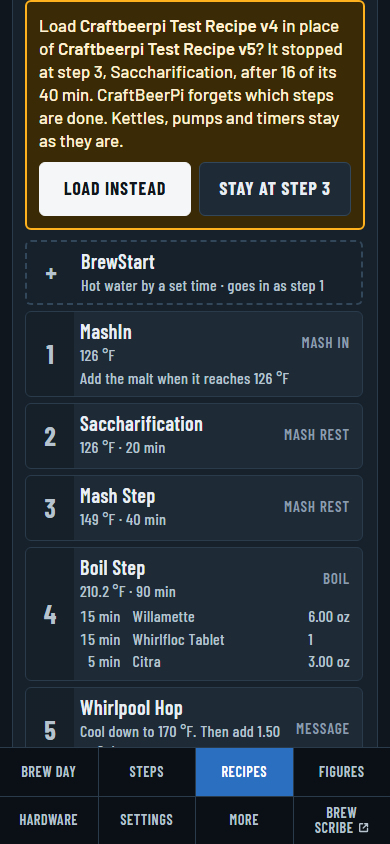 Load Craftbeerpi Test Recipe v4 in place
of Craftbeerpi Test Recipe v5? It stopped
at step 3, Saccharification, after 16 of its
40 min. CraftBeerPi forgets which steps
are done. Kettles, pumps and timers stay
as they are.
LOAD INSTEAD
STAY AT STEP 3
+ BrewStart
Hot water by a set time · goes in as step 1
1 MashIn
126 °F
MASH IN
Add the malt when it reaches 126 °F
2 Saccharification
126 °F · 20 min
MASH REST
3 Mash Step
149 °F · 40 min
MASH REST
4 Boil Step
210.2 °F · 90 min
BOIL
15 min Willamette 6.00 oz
15 min Whirlfloc Tablet 1
5 min Citra 3.00 oz
5 Whirlpool Hop
Cool down to 170 °F. Then add 1.50
MESSAGE
BREW DAY
STEPS
RECIPES
FIGURES
HARDWARE
SETTINGS
MORE
BREW
SCRIBE